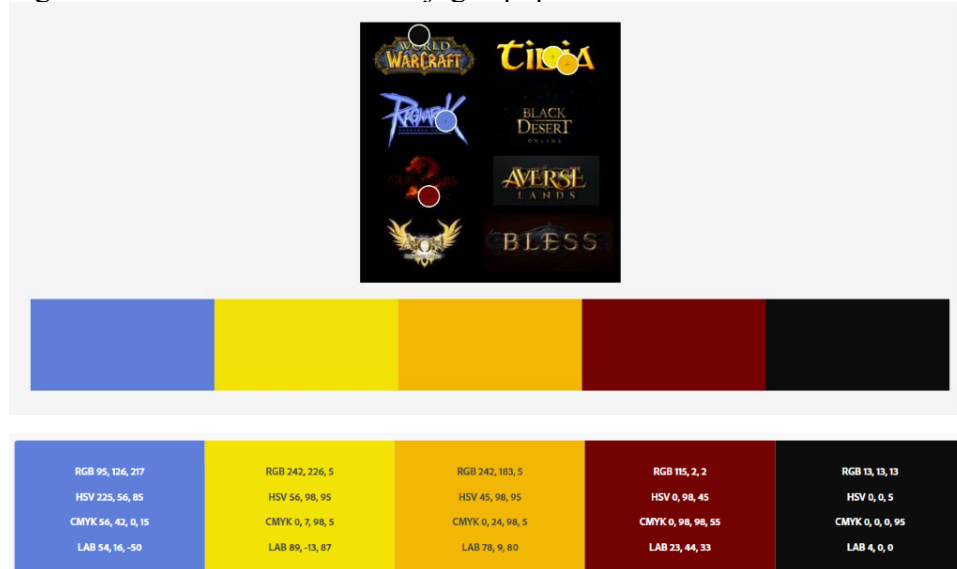 WORLD
WARCRAFT
TIBIA
RAGNAROK
BLACK
DESERT
ONLINE
AVERSE
LANDS
AION
BLESS
RGB 95, 126, 217
HSV 225, 56, 85
CMYK 56, 42, 0, 15
LAB 54, 16, -50
RGB 242, 226, 5
HSV 56, 98, 95
CMYK 0, 7, 98, 5
LAB 89, -13, 87
RGB 242, 183, 5
HSV 45, 98, 95
CMYK 0, 24, 98, 5
LAB 78, 9, 80
RGB 115, 2, 2
HSV 0, 98, 45
CMYK 0, 98, 98, 55
LAB 23, 44, 33
RGB 13, 13, 13
HSV 0, 0, 5
CMYK 0, 0, 0, 95
LAB 4, 0, 0